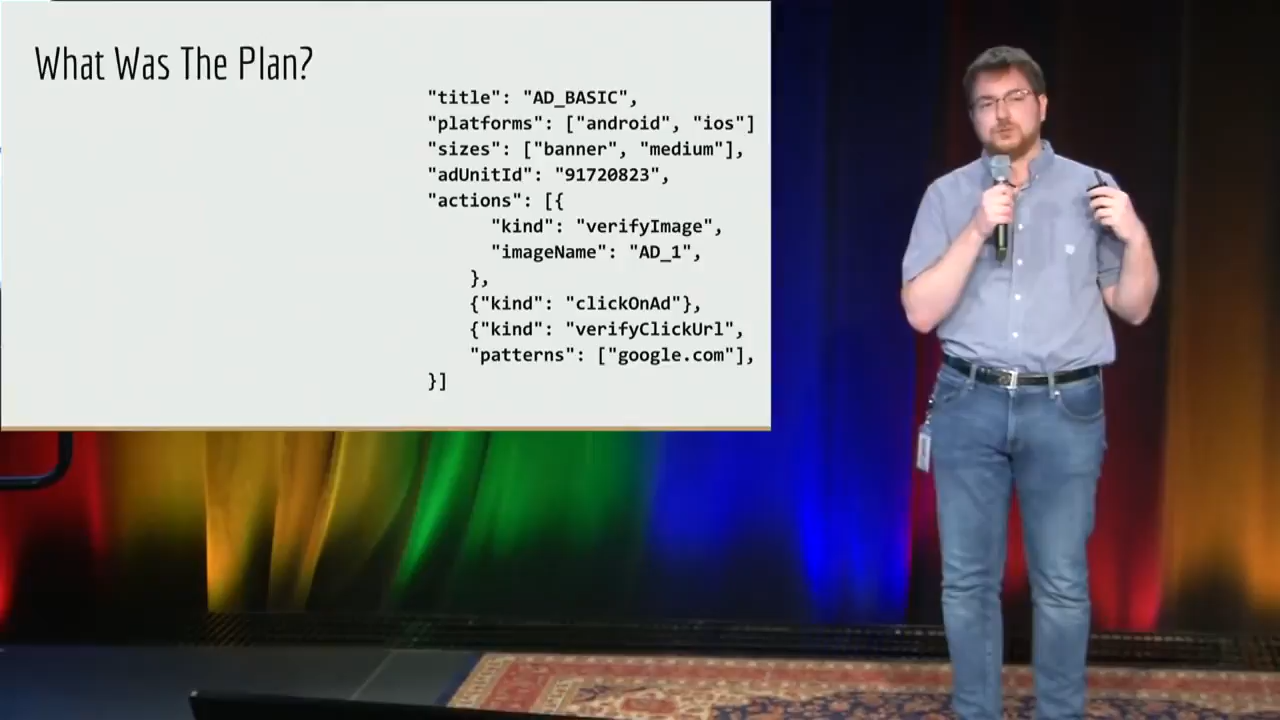 What Was The Plan?
"title": "AD_BASIC",
"platforms": ["android", "ios"]
"sizes": ["banner", "medium"],
"adUnitId": "91720823",
"actions": [{
"kind": "verifyImage",
"imageName": "AD_1",
},
{"kind": "clickOnAd"},
{"kind": "verifyClickUrl",
"patterns": ["google.com"],
}]